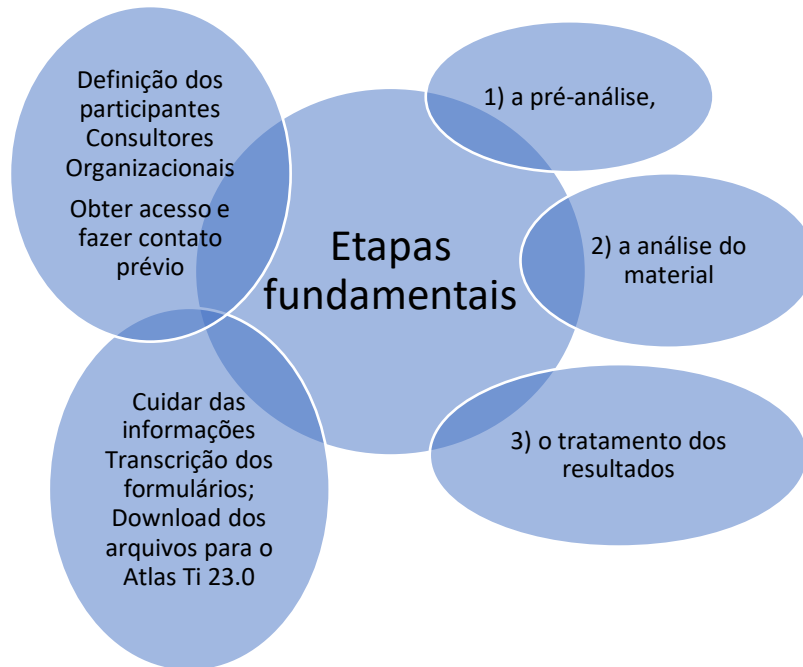 Definição dos
participantes
Consultores
Organizacionais
Obter acesso e
fazer contato
prévio
Cuidar das
informações
Transcrição dos
formulários;
Download dos
arquivos para o
Atlas Ti 23.0
Etapas
fundamentais
1) a pré-análise,
2) a análise do
material
3) o tratamento dos
resultados